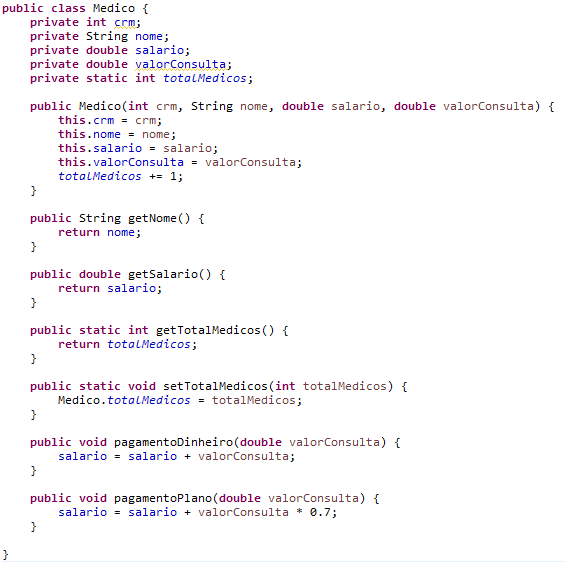 public class Medico {
    private int crm;
    private String nome;
    private double salario;
    private double valorConsulta;
    private static int totalMedicos;

    public Medico(int crm, String nome, double salario, double valorConsulta) {
        this.crm = crm;
        this.nome = nome;
        this.salario = salario;
        this.valorConsulta = valorConsulta;
        totalMedicos += 1;
    }

    public String getNome() {
        return nome;
    }

    public double getSalario() {
        return salario;
    }

    public static int getTotalMedicos() {
        return totalMedicos;
    }

    public static void setTotalMedicos(int totalMedicos) {
        Medico.totalMedicos = totalMedicos;
    }

    public void pagamentoDinheiro(double valorConsulta) {
        salario = salario + valorConsulta;
    }

    public void pagamentoPlano(double valorConsulta) {
        salario = salario + valorConsulta * 0.7;
    }

}